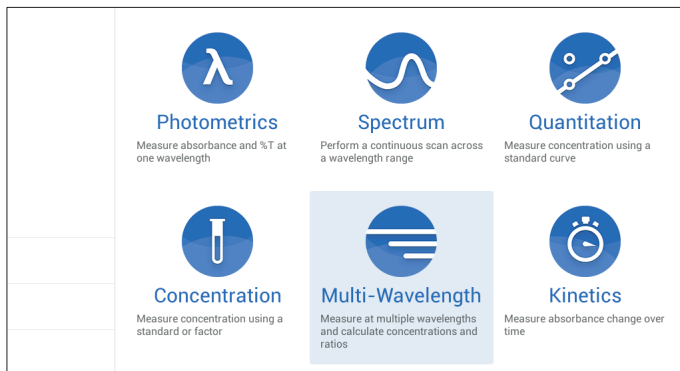 λ
Photometrics
Measure absorbance and %T at
one wavelength
Spectrum
Perform a continuous scan across
a wavelength range
Quantitation
Measure concentration using a
standard curve
Concentration
Measure concentration using a
standard or factor
Multi-Wavelength
Measure at multiple wavelengths
and calculate concentrations and
ratios
Kinetics
Measure absorbance change over
time